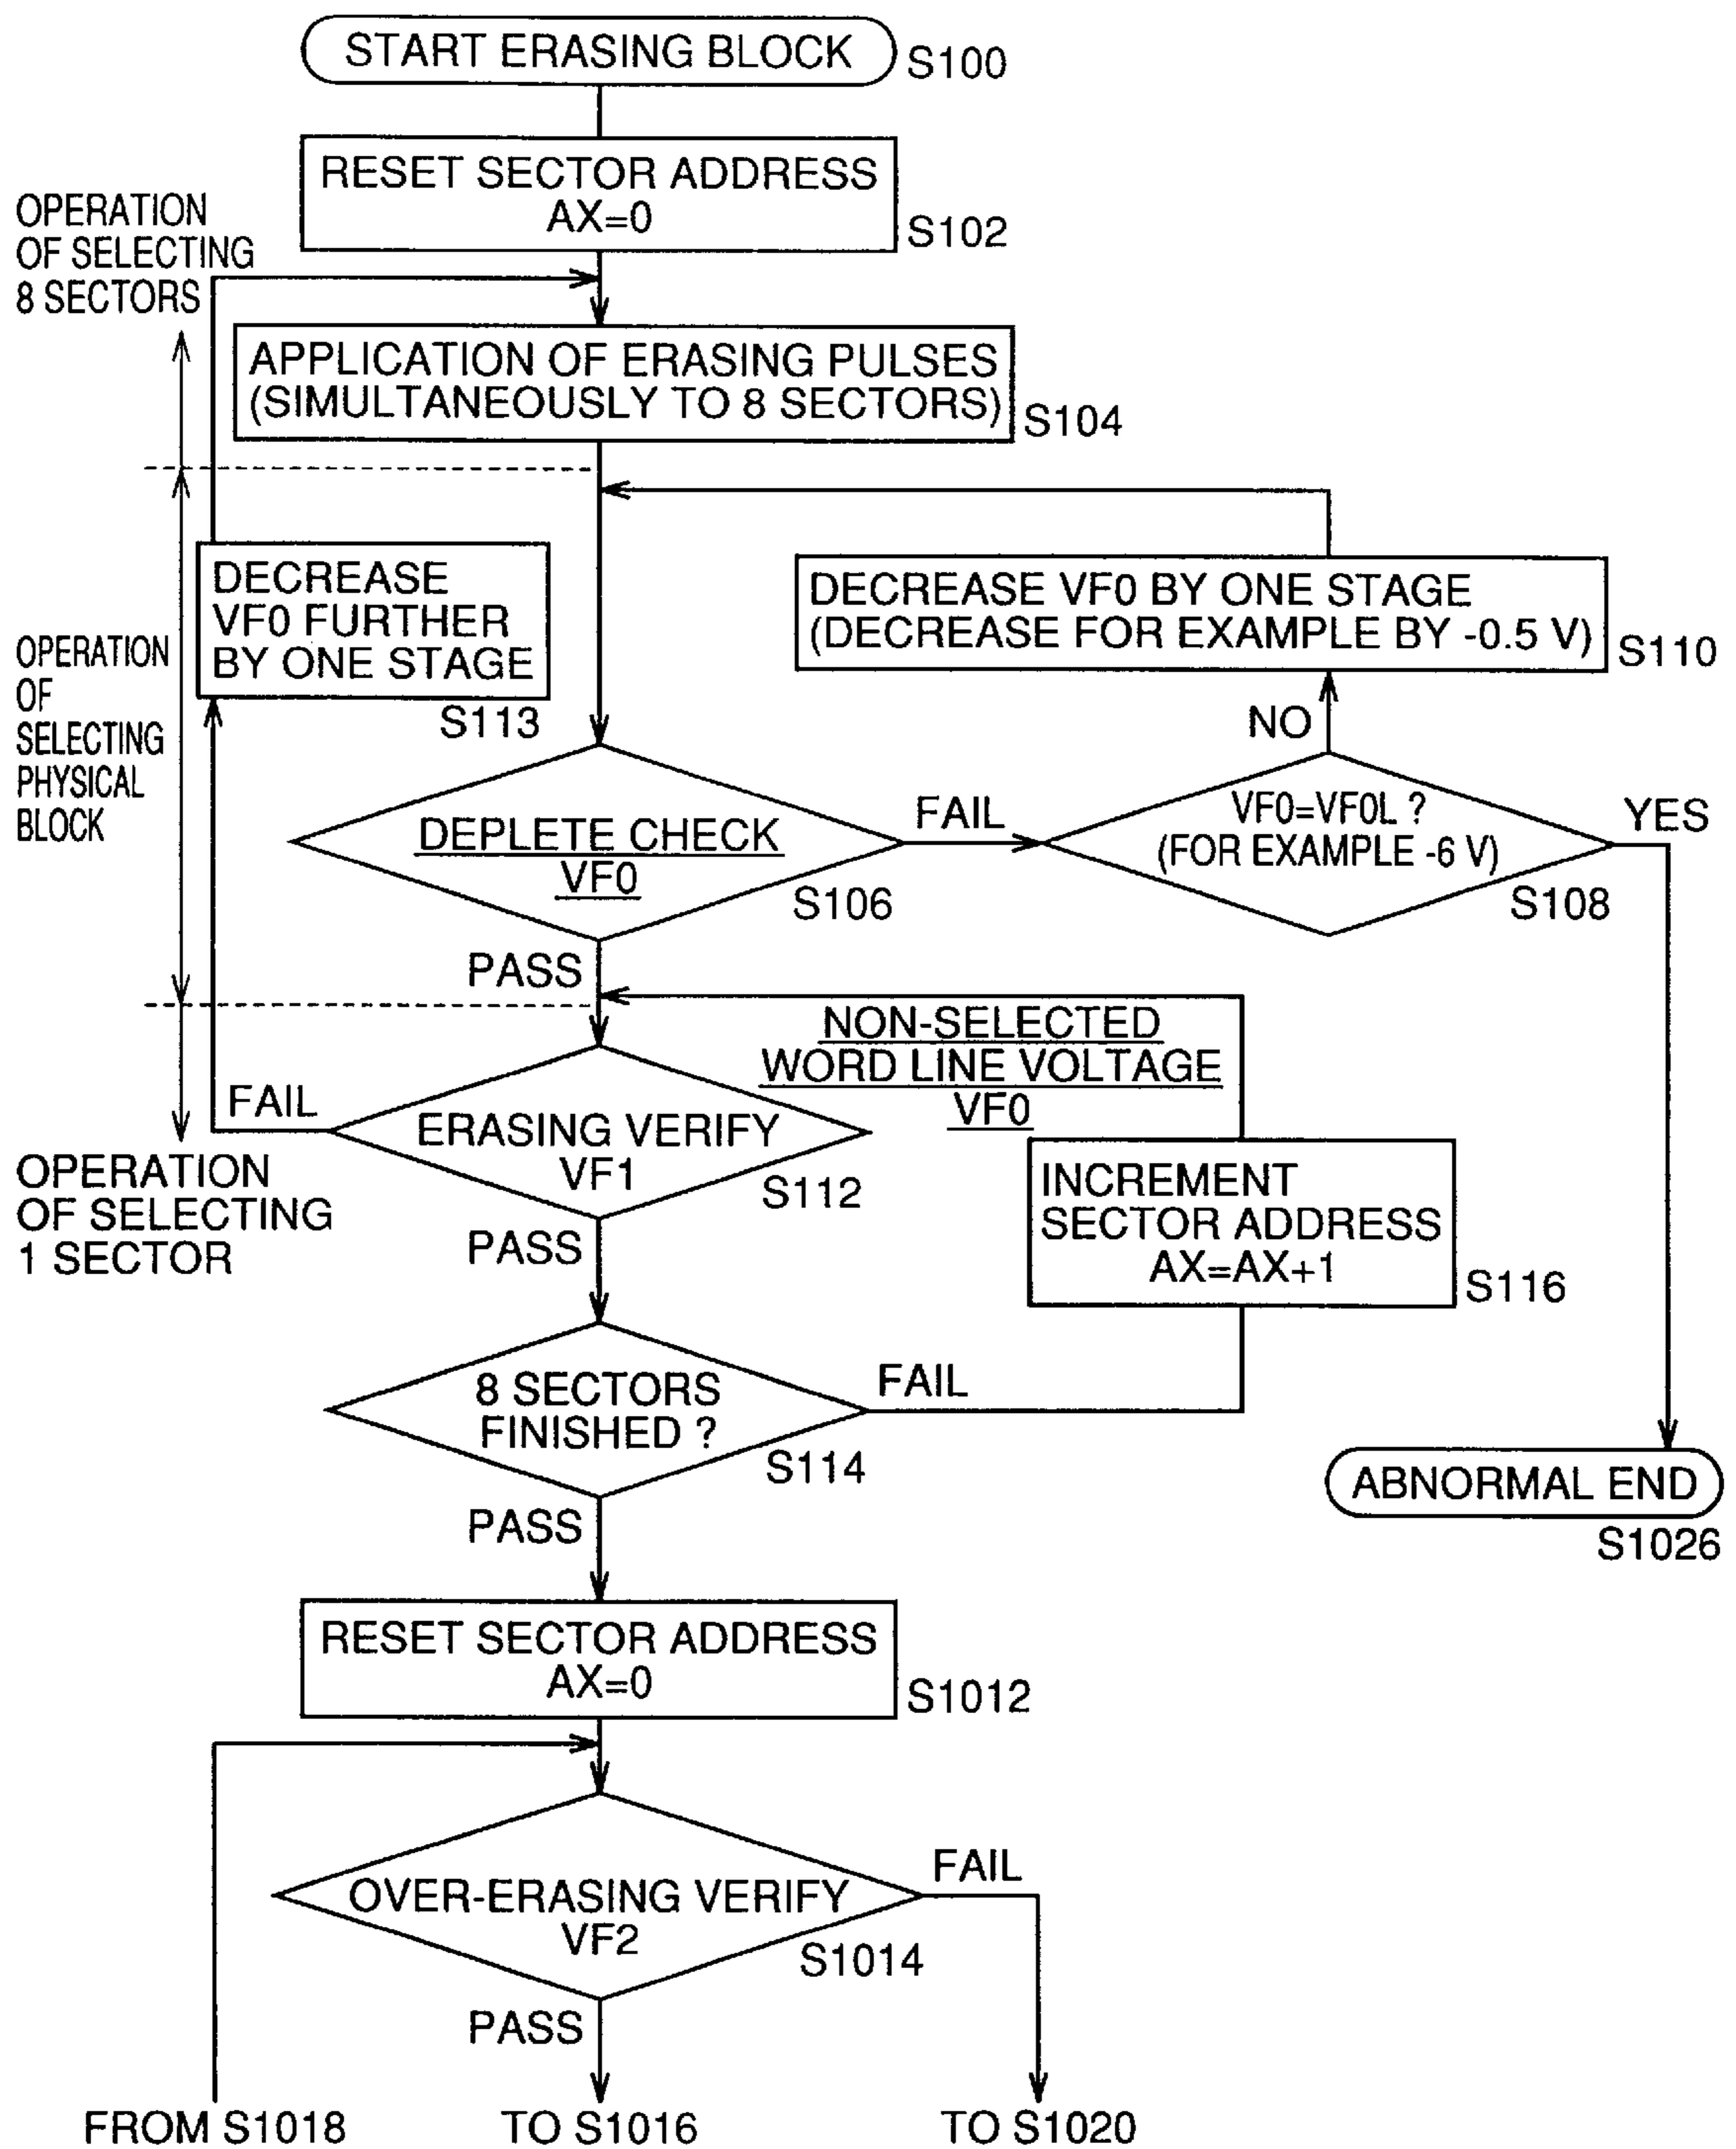 START ERASING BLOCK
S100
RESET SECTOR ADDRESS
AX=0
S102
OPERATION
OF SELECTING
8 SECTORS
APPLICATION OF ERASING PULSES
(SIMULTANEOUSLY TO 8 SECTORS)
S104
DECREASE
VF0 FURTHER
BY ONE STAGE
S113
DECREASE VF0 BY ONE STAGE
(DECREASE FOR EXAMPLE BY -0.5 V)
S110
OPERATION
OF
SELECTING
PHYSICAL
BLOCK
NO
DEPLETE CHECK
VF0
S106
FAIL
VF0=VF0L ?
(FOR EXAMPLE -6 V)
S108
YES
PASS
NON-SELECTED
WORD LINE VOLTAGE
VF0
FAIL
ERASING VERIFY
VF1
S112
OPERATION
OF SELECTING
1 SECTOR
INCREMENT
SECTOR ADDRESS
AX=AX+1
S116
PASS
8 SECTORS
FINISHED ?
S114
FAIL
ABNORMAL END
S1026
PASS
RESET SECTOR ADDRESS
AX=0
S1012
OVER-ERASING VERIFY
VF2
S1014
FAIL
PASS
FROM S1018
TO S1016
TO S1020